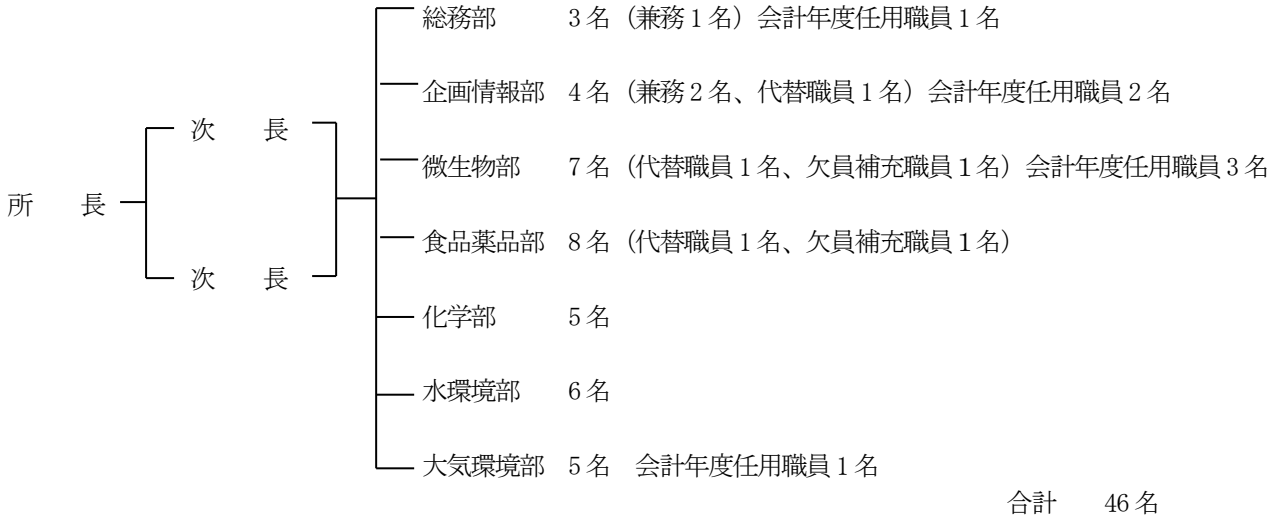 総務部　3名（兼務1名）会計年度任用職員1名
企画情報部　4名（兼務2名、代替職員1名）会計年度任用職員2名
次　長
微生物部　7名（代替職員1名、欠員補充職員1名）会計年度任用職員3名
所　長
食品薬品部　8名（代替職員1名、欠員補充職員1名）
次　長
化学部　5名
水環境部　6名
大気環境部　5名　会計年度任用職員1名
合計　46名